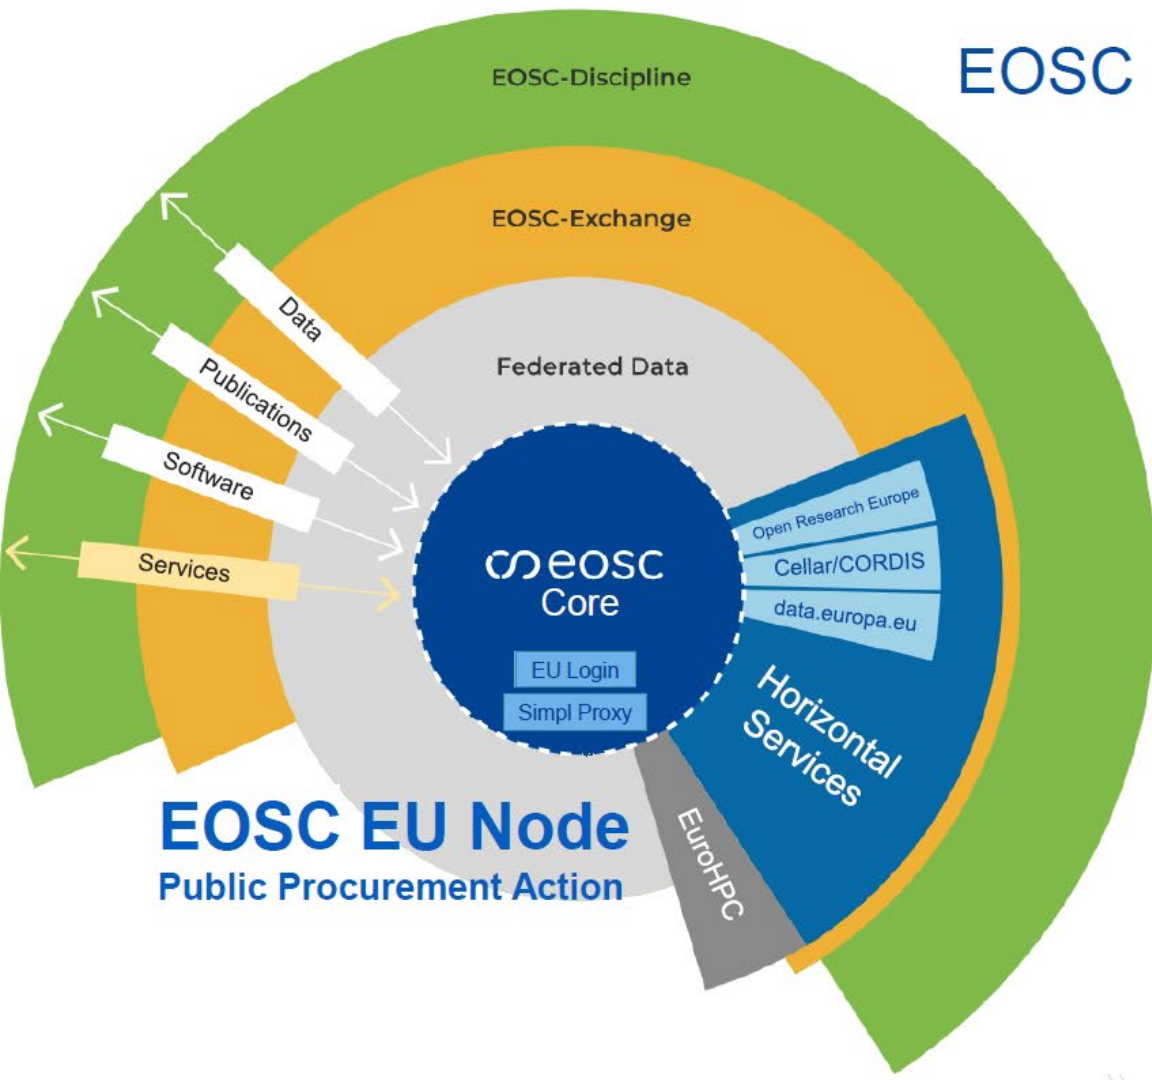 EOSC
EOSC-Discipline
EOSC-Exchange
Federated Data
Data
Publications
Software
Services
eosc
Core
EU Login
Simpl Proxy
Open Research Europe
Cellar/CORDIS
data.europa.eu
Horizontal
Services
EuroHPC
EOSC EU Node
Public Procurement Action